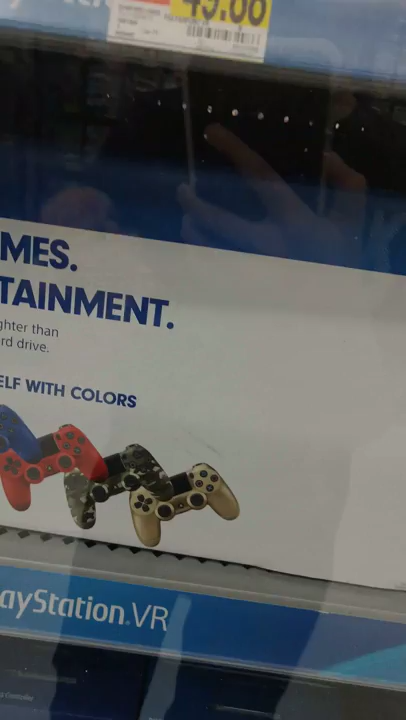 49.00
MES.
TAINMENT.
ghter than
rd drive.
ELF WITH COLORS
ayStation.VR